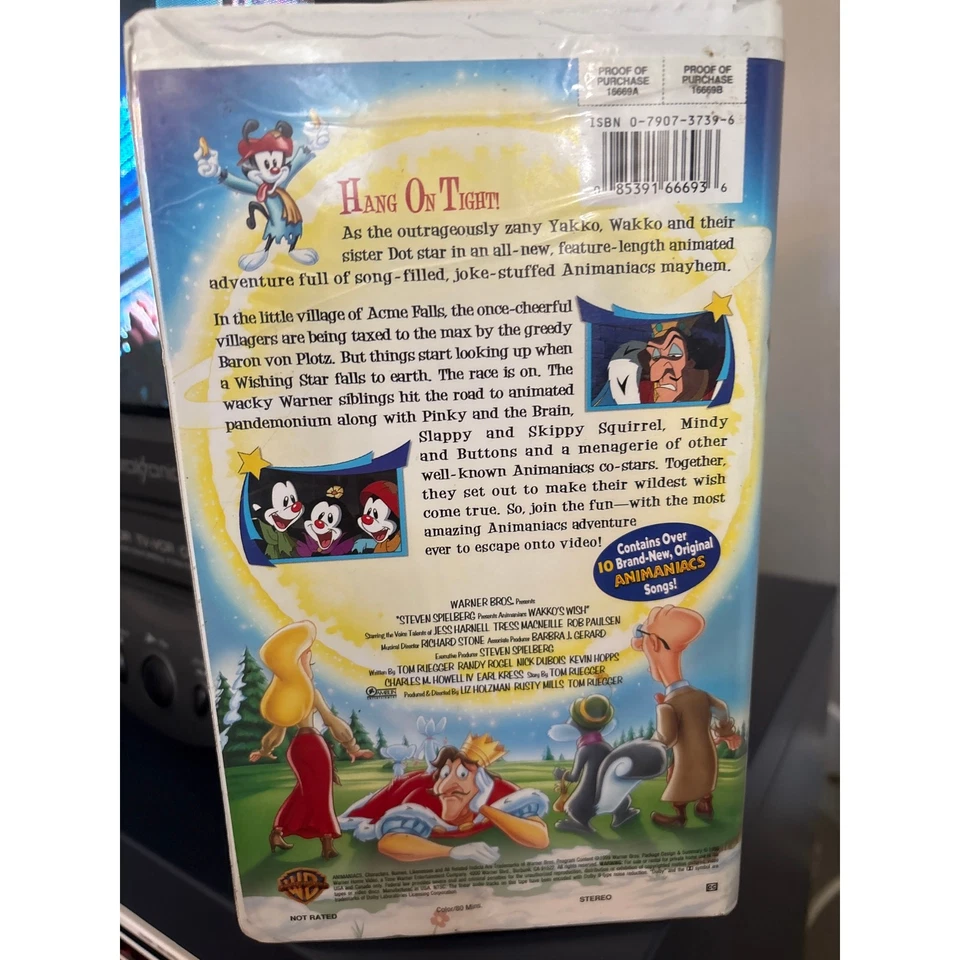 PROOF OF PURCHASE 16669A
PROOF OF PURCHASE 16669B
ISBN 0-7907-3739-6
0 85391 66693 6
HANG ON TIGHT!
As the outrageously zany Yakko, Wakko and their
sister Dot star in an all-new, feature-length animated
adventure full of song-filled, joke-stuffed Animaniacs mayhem.
In the little village of Acme Falls, the once-cheerful
villagers are being taxed to the max by the greedy
Baron von Plotz. But things start looking up when
a Wishing Star falls to earth. The race is on. The
wacky Warner siblings hit the road to animated
pandemonium along with Pinky and the Brain,
Slappy and Skippy Squirrel, Mindy
and Buttons and a menagerie of other
well-known Animaniacs co-stars. Together,
they set out to make their wildest wish
come true. So, join the fun—with the most
amazing Animaniacs adventure
ever to escape onto video!
Contains Over
10 Brand-New, Original
ANIMANIACS
Songs!
WARNER BROS. Presents
"STEVEN SPIELBERG Presents Animaniacs WAKKO'S WISH"
Starring the Voice Talents of JESS HARNELL TRESS MACNEILLE ROB PAULSEN
Musical Director RICHARD STONE Associate Producer BARBRA J. GERARD
Executive Producer STEVEN SPIELBERG
Written By TOM RUEGGER RANDY ROGEL NICK DUBOIS KEVIN HOPPS
CHARLES M. HOWELL IV EARL KRESS Story By TOM RUEGGER
Produced & Directed By LIZ HOLZMAN RUSTY MILLS TOM RUEGGER
WB
NOT RATED
Color/80 Mins.
STEREO